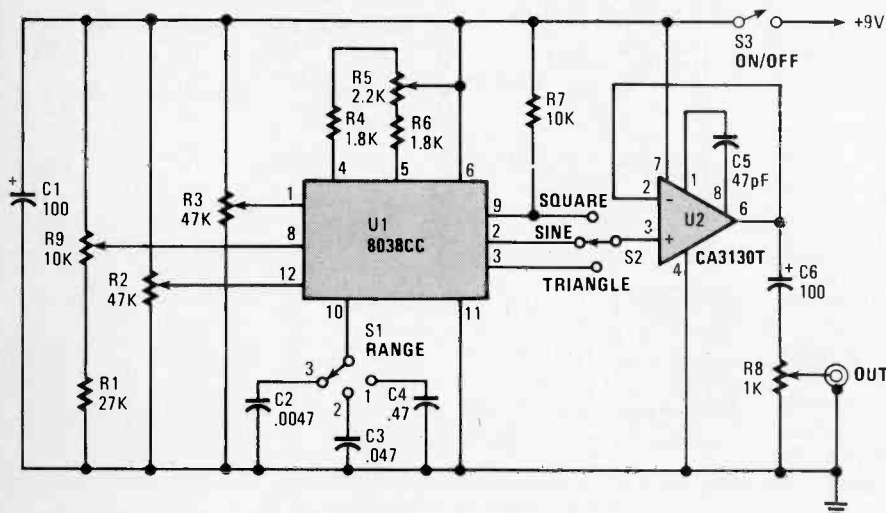 +9V
S3
ON/OFF
R5
2.2K
R4
1.8K
R6
1.8K
R7
10K
C5
47pF
C1
100
R3
47K
R9
10K
R2
47K
R1
27K
4
5
6
1
8
12
U1
8038CC
9
2
3
10
11
SQUARE
SINE
S2
TRIANGLE
7
1
8
2
3
6
4
U2
CA3130T
+
C6
100
R8
1K
OUT
S1
RANGE
3
2
1
C2
.0047
C3
.047
C4
.47
+
-
+